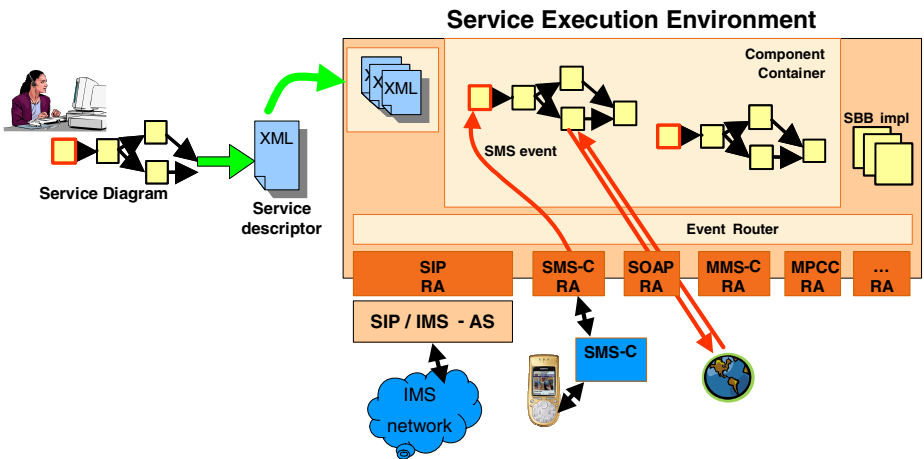 Service Execution Environment
Component
Container
X
X
XML
SBB impl
XML
SMS event
Service Diagram
Service
descriptor
Event Router
SIP
RA
SMS-C
RA
SOAP
RA
MMS-C
RA
MPCC
RA
...
RA
SIP / IMS - AS
SMS-C
IMS
network